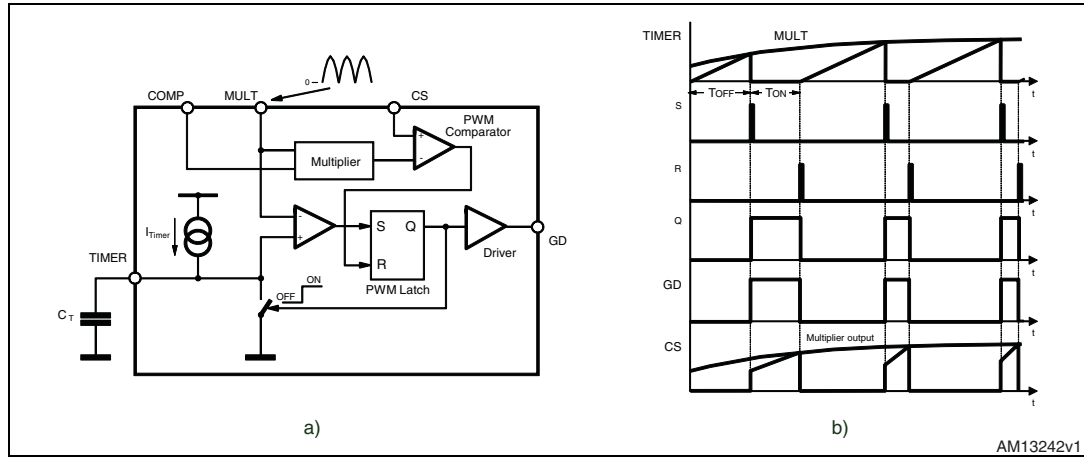 COMP
MULT
0
CS
PWM
Comparator
Multiplier
ITimer
TIMER
CT
-
+
+
-
S
Q
R
PWM Latch
Driver
GD
OFF
ON
a)
TIMER
MULT
t
TOFF
TON
S
t
R
t
Q
t
GD
t
CS
Multiplier output
t
b)
AM13242v1